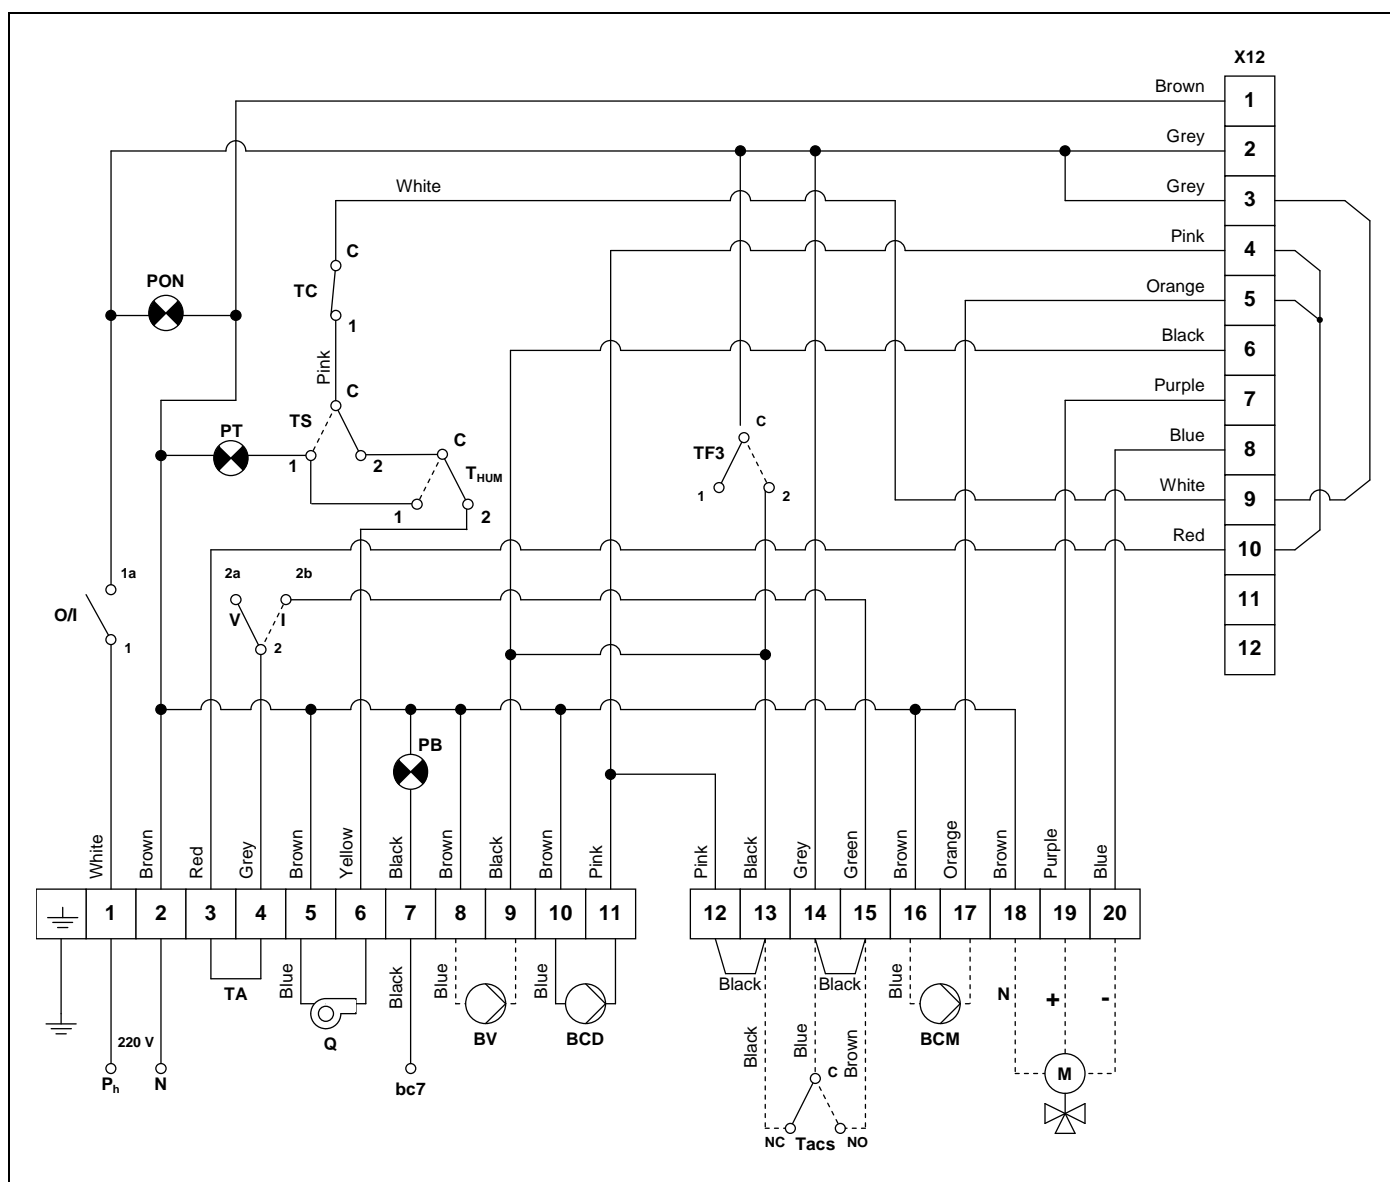 X12
Brown
1
Grey
2
White
Grey
3
C
Pink
4
PON
TC
Orange
5
1
Black
6
Pink
C
Purple
7
TS
PT
C
C
Blue
8
1
2
THUM
TF3
1
2
White
9
1
2
Red
10
1a
2a
2b
O/I
V
I
11
1
2
12
PB
White
Brown
Red
Grey
Brown
Yellow
Black
Brown
Black
Brown
Pink
Pink
Black
Grey
Green
Brown
Orange
Brown
Purple
Blue
1 2 3 4 5 6 7 8 9 10 11 12 13 14 15 16 17 18 19 20
TA
Blue
Q
Black
Blue
BV
Blue
BCD
Black
Black
Blue
BCM
N
+
-
220 V
Ph
N
bc7
Black
Blue
Brown
C
M
NC
Tacs
NO